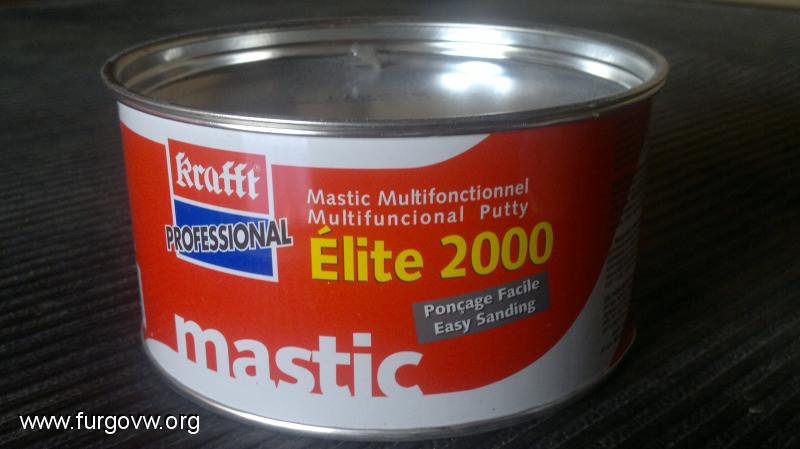 krafft
PROFESSIONAL
Mastic Multifonctionnel
Multifuncional Putty
Élite 2000
Ponçage Facile
Easy Sanding
mastic
www.furgovw.org